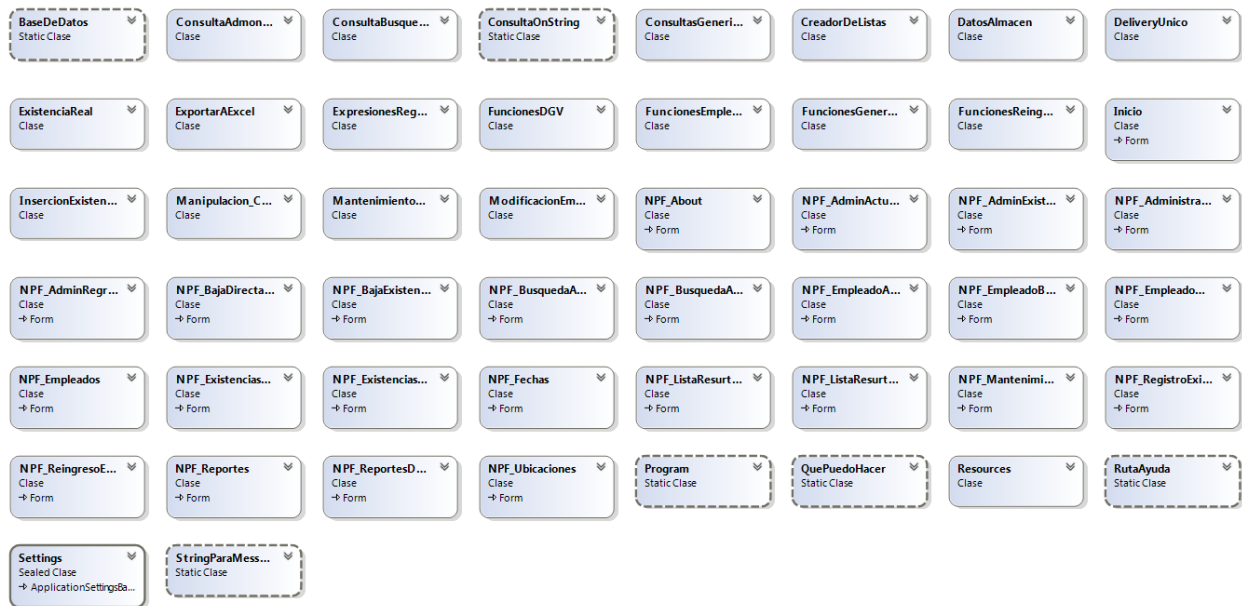 BaseDeDatos
Static Clase
ConsultaAdmon...
Clase
ConsultaBusque...
Clase
ConsultaOnString
Static Clase
ConsultasGeneri...
Clase
CreadorDeListas
Clase
DatosAlmacen
Clase
DeliveryUnico
Clase
ExistenciaReal
Clase
ExportarAExcel
Clase
ExpresionesReg...
Clase
FuncionesDGV
Clase
FuncionesEmple...
Clase
FuncionesGener...
Clase
FuncionesReing...
Clase
Inicio
Clase
→ Form
InsercionExisten...
Clase
Manipulacion_C...
Clase
Mantenimiento...
Clase
ModificacionEm...
Clase
NPF_About
Clase
→ Form
NPF_AdminActu...
Clase
→ Form
NPF_AdminExist...
Clase
→ Form
NPF_Administra...
Clase
→ Form
NPF_AdminRegr...
Clase
→ Form
NPF_BajaDirecta...
Clase
→ Form
NPF_BajaExisten...
Clase
→ Form
NPF_BusquedaA...
Clase
→ Form
NPF_BusquedaA...
Clase
→ Form
NPF_EmpleadoA...
Clase
→ Form
NPF_EmpleadoB...
Clase
→ Form
NPF_Empleado...
Clase
→ Form
NPF_Empleados
Clase
→ Form
NPF_Existencias...
Clase
→ Form
NPF_Existencias...
Clase
→ Form
NPF_Fechas
Clase
→ Form
NPF_ListaResurt...
Clase
→ Form
NPF_ListaResurt...
Clase
→ Form
NPF_Mantenimi...
Clase
→ Form
NPF_RegistroExi...
Clase
→ Form
NPF_ReingresoE...
Clase
→ Form
NPF_Reportes
Clase
→ Form
NPF_ReportesD...
Clase
→ Form
NPF_Ubicaciones
Clase
→ Form
Program
Static Clase
QuePuedoHacer
Static Clase
Resources
Clase
RutaAyuda
Static Clase
Settings
Sealed Clase
→ ApplicationSettingsBa...
StringParaMess...
Static Clase